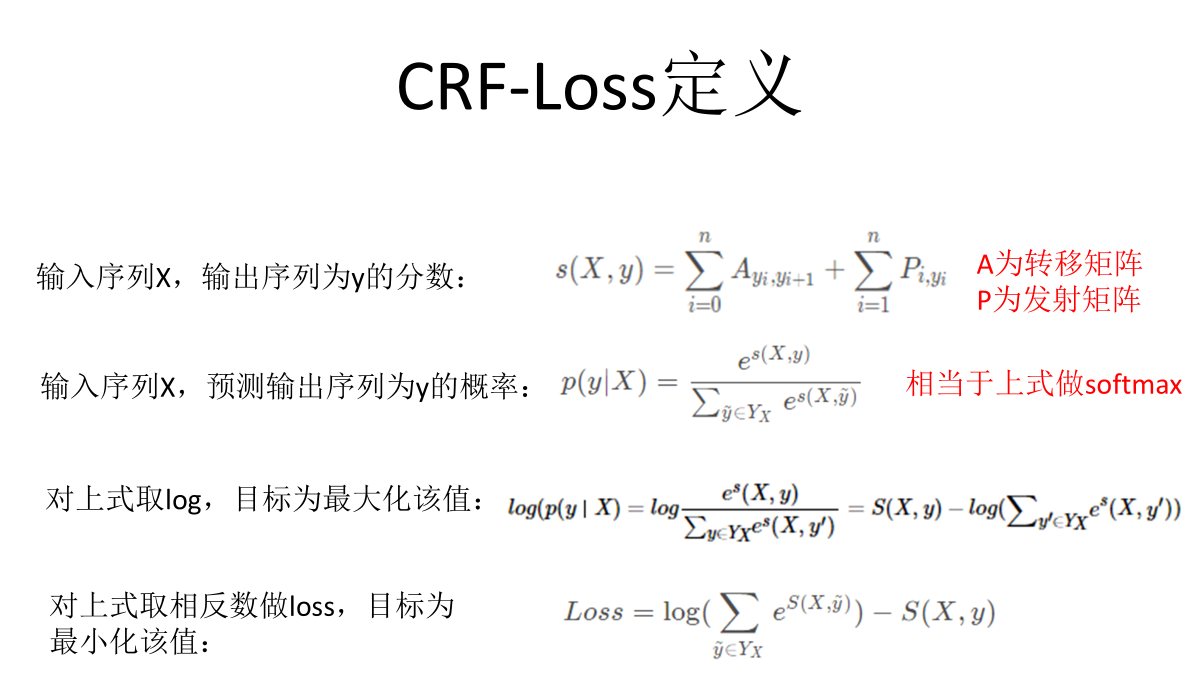 CRF-Loss定义
输入序列X，输出序列为y的分数：
s(X, y) = \sum_{i=0}^{n} A_{y_i,y_{i+1}} + \sum_{i=1}^{n} P_{i,y_i}
A为转移矩阵
P为发射矩阵
输入序列X，预测输出序列为y的概率：
p(y|X) = \frac{e^{s(X,y)}}{\sum_{\tilde{y}∈Y_X} e^{s(X,\tilde{y})}}
相当于上式做softmax
对上式取log，目标为最大化该值：
log(p(y | X) = log\frac{e^s(X, y)}{\sum_{y∈Y_X} e^s(X, y′)} = S(X, y) − log(\sum_{y′∈Y_X} e^s(X, y′))
对上式取相反数做loss，目标为
最小化该值：
Loss = log( \sum_{\tilde{y}∈Y_X} e^{S(X,\tilde{y})} ) − S(X, y)